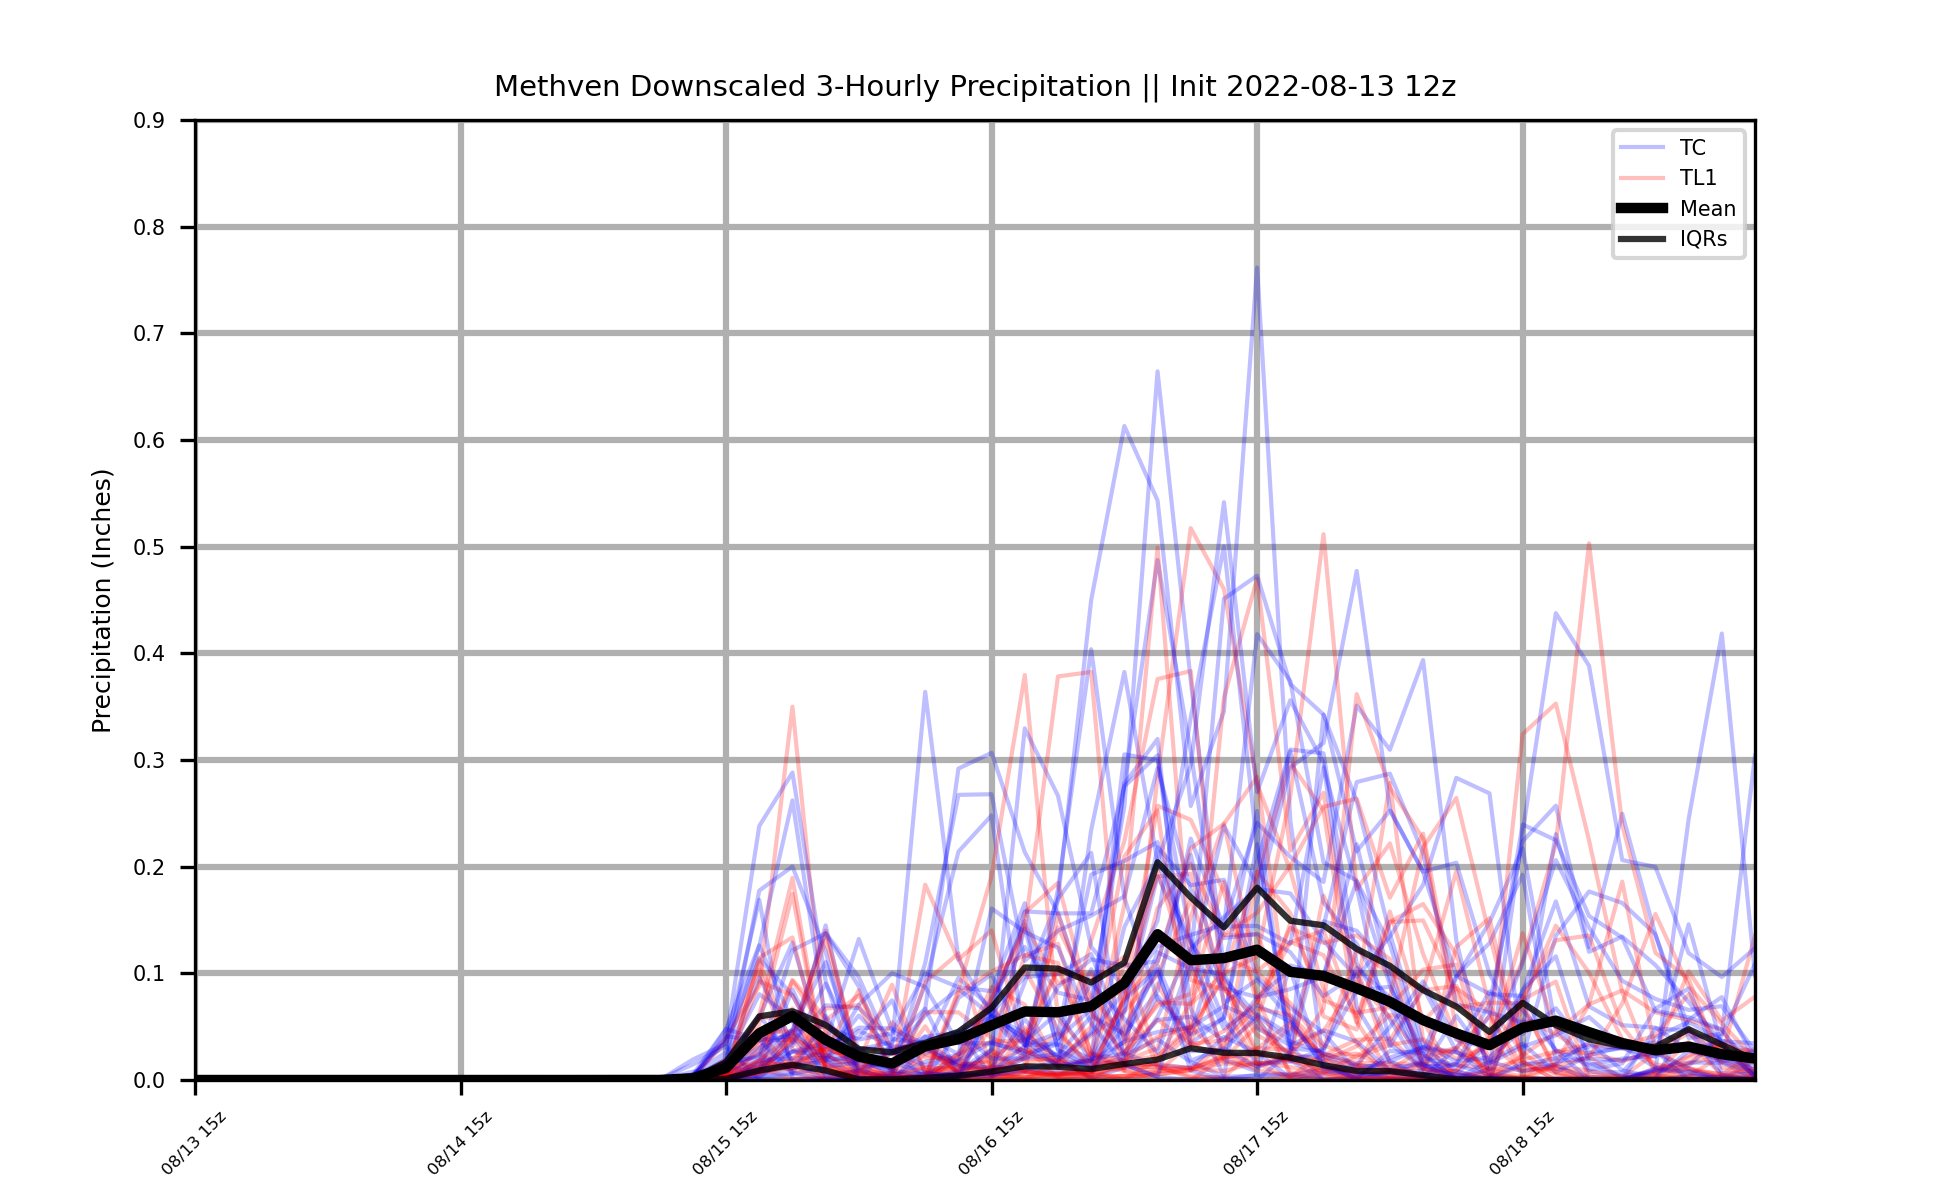 Methven Downscaled 3-Hourly Precipitation || Init 2022-08-13 12z
0.9
0.8
0.7
0.6
0.5
0.4
0.3
0.2
0.1
0.0
Precipitation (Inches)
TC
TL1
Mean
IQRs
08/13 15z
08/14 15z
08/15 15z
08/16 15z
08/17 15z
08/18 15z